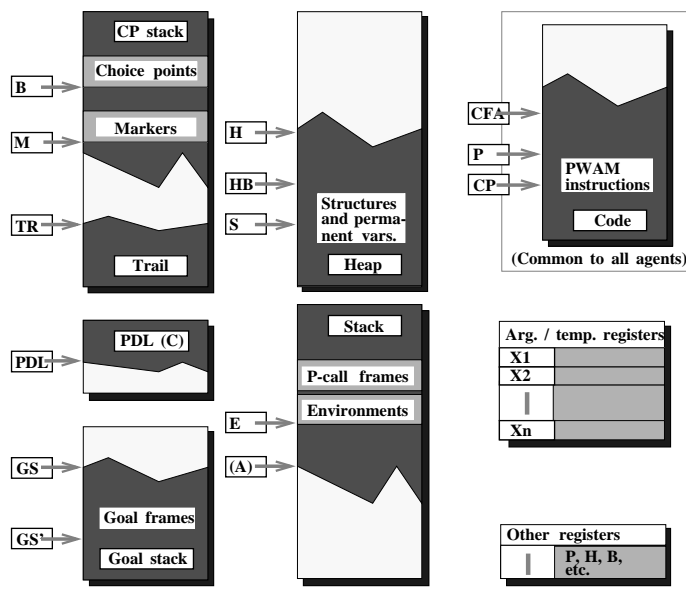 CP stack
Choice points
B
Markers
M
TR
Trail
H
HB
S
Structures
and perma-
nent vars.
Heap
CFA
P
CP
PWAM
instructions
Code
(Common to all agents)
PDL (C)
PDL
Stack
P-call frames
Environments
E
(A)
Arg. / temp. registers
X1
X2
Xn
GS
Goal frames
GS'
Goal stack
Other registers
P, H, B,
etc.